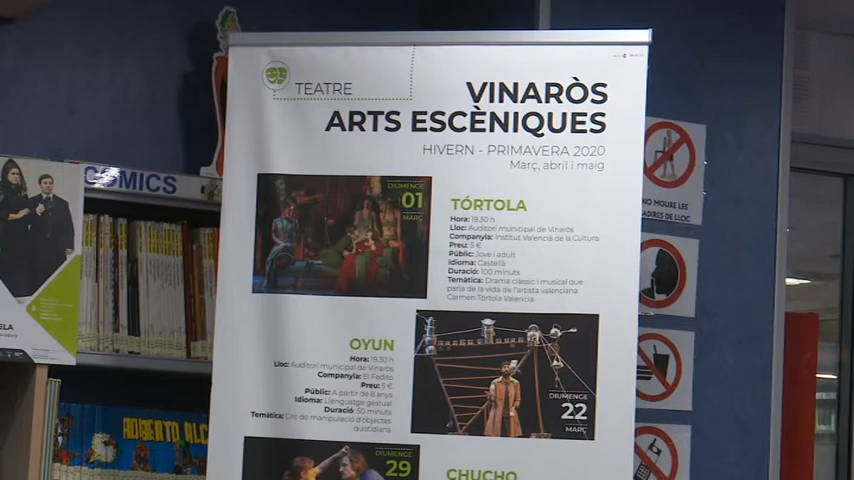 TEATRE
VINARÒS
ARTS ESCÈNIQUES
HIVERN - PRIMAVERA 2020
Març, abril i maig
DIUMENGE
01
MARÇ
TÓRTOLA
Hora: 19.30 h
Lloc: Auditori municipal de Vinaròs
Companyia: Institut Valencià de la Cultura
Preu: 5 €
Públic: Jove i adult
Idioma: Castellà
Duració: 100 minuts
Temàtica: Drama clàssic i musical que
parla de la vida de l'artista valenciana
Carmen Tórtola Valencia
OYUN
Hora: 19.30 h
Lloc: Auditori municipal de Vinaròs
Companyia: El Fedito
Preu: 5 €
Públic: A partir de 8 anys
Idioma: Llenguatge gestual
Duració: 50 minuts
Temàtica: Circ de manipulació d'objectes
quotidiana
DIUMENGE
22
MARÇ
DIUMENGE
29
CHUCHO
COMICS
NO MOURE LES
CADIRES DE LLOC
ELA